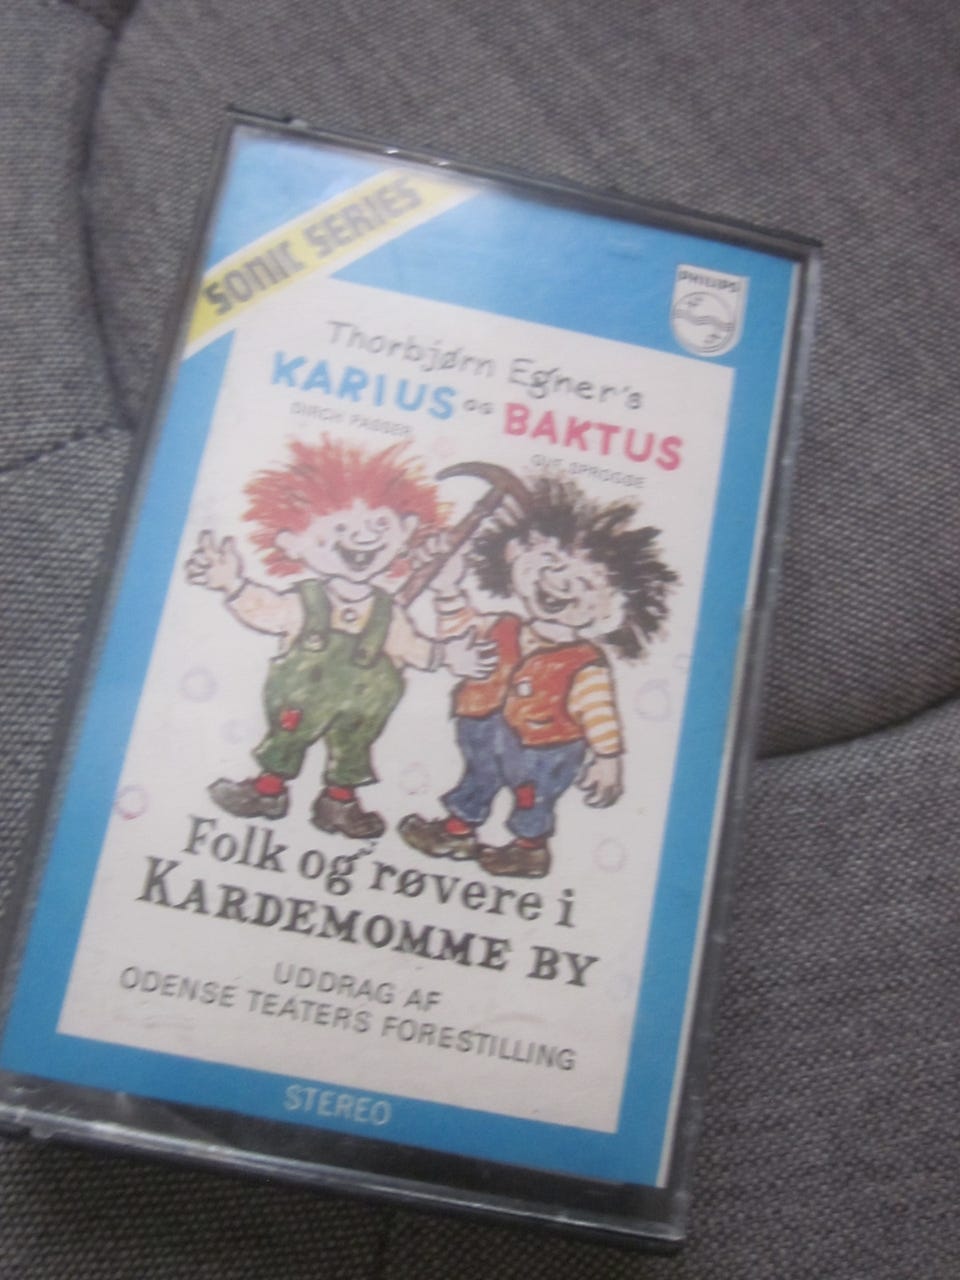 SONIC SERIES
PHILIPS
Thorbjørn Egner's
KARIUS og BAKTUS
DIRCH PASSER
OVE SPROGØE
Folk og røvere i
KARDEMOMME BY
UDDRAG AF
ODENSE TEATERS FORESTILLING
STEREO